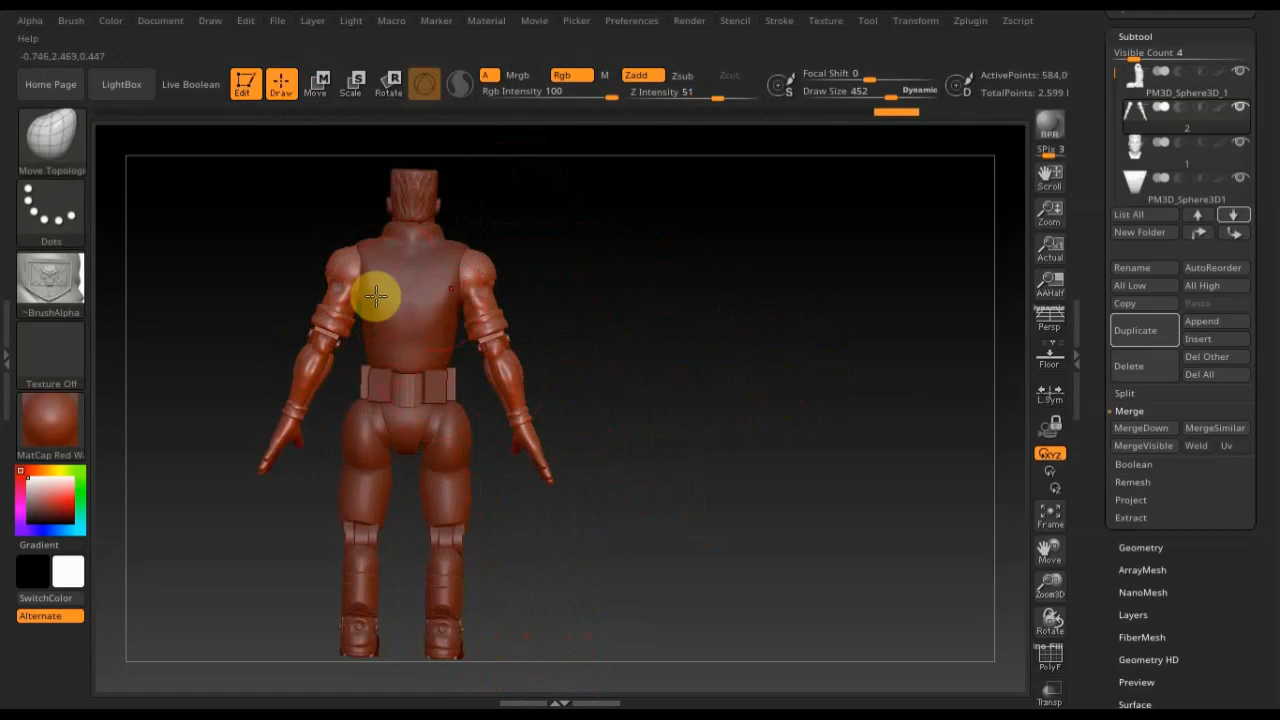 Alpha Brush Color Document Draw Edit File Layer Light Macro Marker Material Movie Picker Preferences Render Stencil Stroke Texture Tool Transform Zplugin Zscript
Help
-0.746,2.469,0.447
Home Page
LightBox
Live Boolean
Edit
Draw
Move
Scale
Rotate
A
Mrgb
Rgb
M
Rgb Intensity 100
Zadd
Zsub
Zcut
Z Intensity 51
S
Focal Shift 0
Draw Size 452
Dynamic
D
ActivePoints: 584,0
TotalPoints: 2.599
Move Topologi
Dots
~BrushAlpha
Texture Off
MatCap Red W
Gradient
SwitchColor
Alternate
BPR
SPix 3
Scroll
Zoom
Actual
AAHalf
Dynamic
Persp
Floor
L.Sym
XYZ
Frame
Move
Zoom3D
Rotate
PolyF
Transp
Subtool
Visible Count 4
PM3D_Sphere3D_1
2
1
PM3D_Sphere3D1
List All
New Folder
Rename
AutoReorder
All Low
All High
Copy
Paste
Duplicate
Append
Insert
Delete
Del Other
Del All
Split
Merge
MergeDown
MergeSimilar
MergeVisible
Weld
Uv
Boolean
Remesh
Project
Extract
Geometry
ArrayMesh
NanoMesh
Layers
FiberMesh
Geometry HD
Preview
Surface